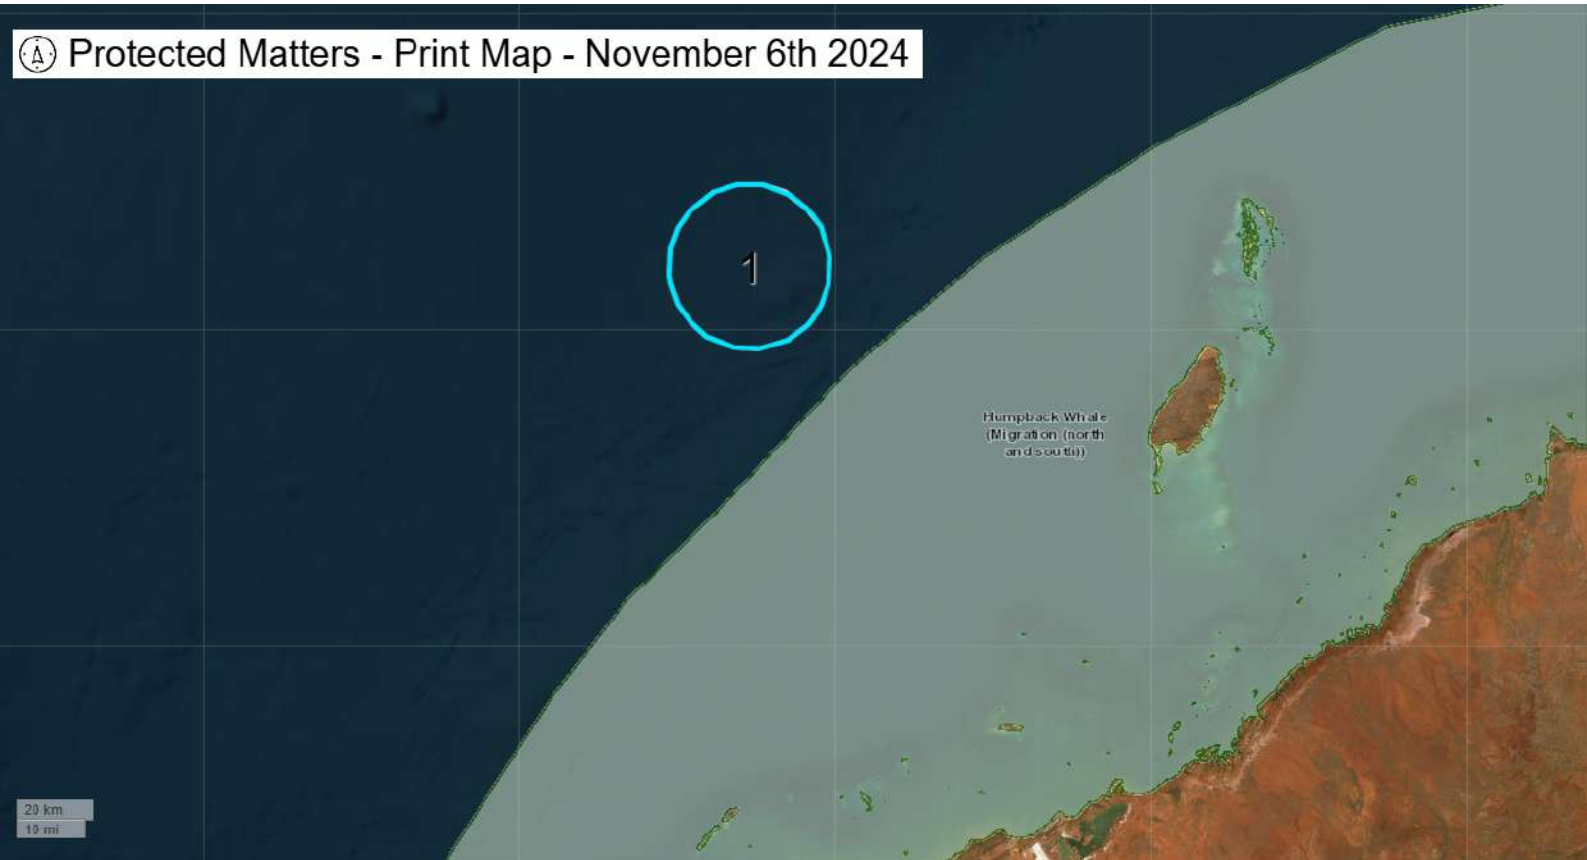 Protected Matters - Print Map - November 6th 2024
1
Humpback Whale
(Migration (north
and south))
20 km
10 mi